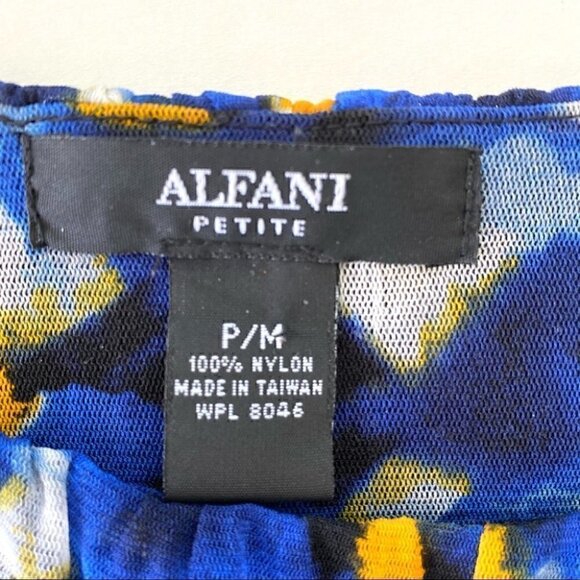 ALFANI
PETITE
P/M
100% NYLON
MADE IN TAIWAN
WPL 8046